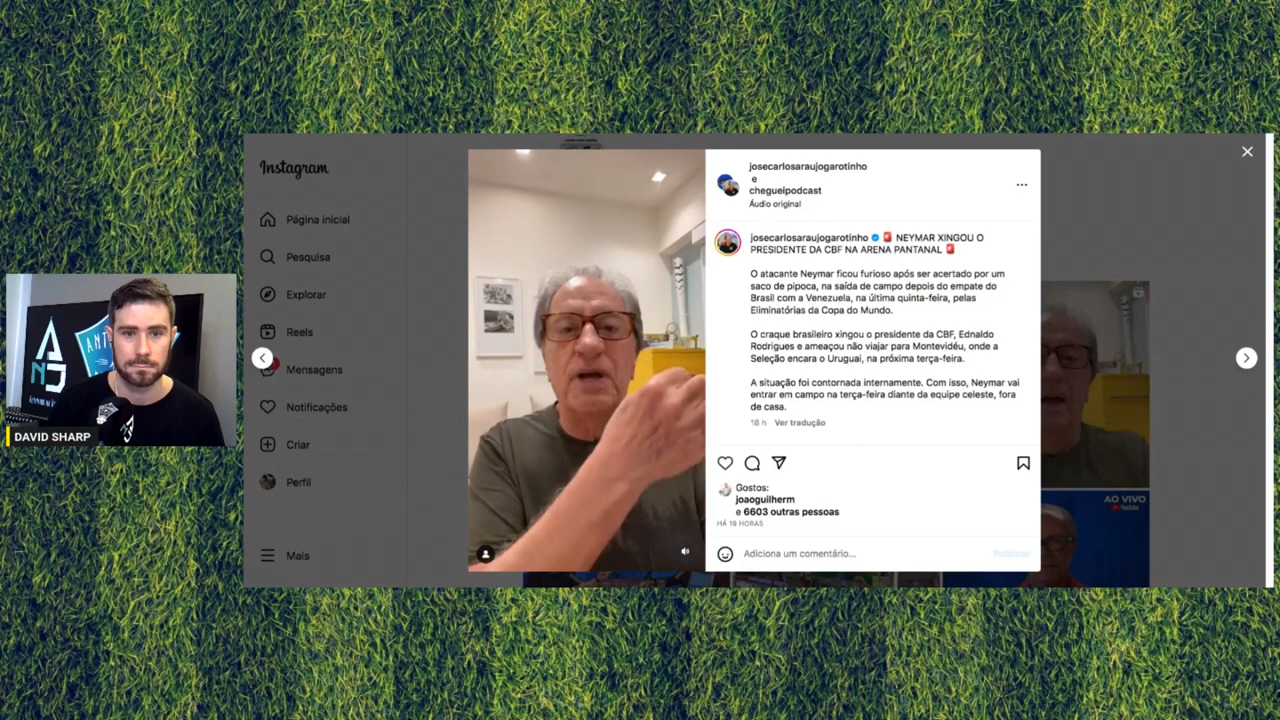 Instagram
Página inicial
Pesquisa
Explorar
Reels
Mensagens
Notificações
Criar
Perfil
Mais
DAVID SHARP
josecarlosaraujogarotinho
e
chegueipodcast
Áudio original
josecarlosaraujogarotinho 🚨 NEYMAR XINGOU O
PRESIDENTE DA CBF NA ARENA PANTANAL 🚨
O atacante Neymar ficou furioso após ser acertado por um
saco de pipoca, na saída de campo depois do empate do
Brasil com a Venezuela, na última quinta-feira, pelas
Eliminatórias da Copa do Mundo.
O craque brasileiro xingou o presidente da CBF, Ednaldo
Rodrigues e ameaçou não viajar para Montevidéu, onde a
Seleção encara o Uruguai, na próxima terça-feira.
A situação foi contornada internamente. Com isso, Neymar vai
entrar em campo na terça-feira diante da equipe celeste, fora
de casa.
18 h Ver tradução
Gostos:
joaoguilherm
e 6603 outras pessoas
HÁ 19 HORAS
Adiciona um comentário...
Publicar
AO VIVO
YouTube